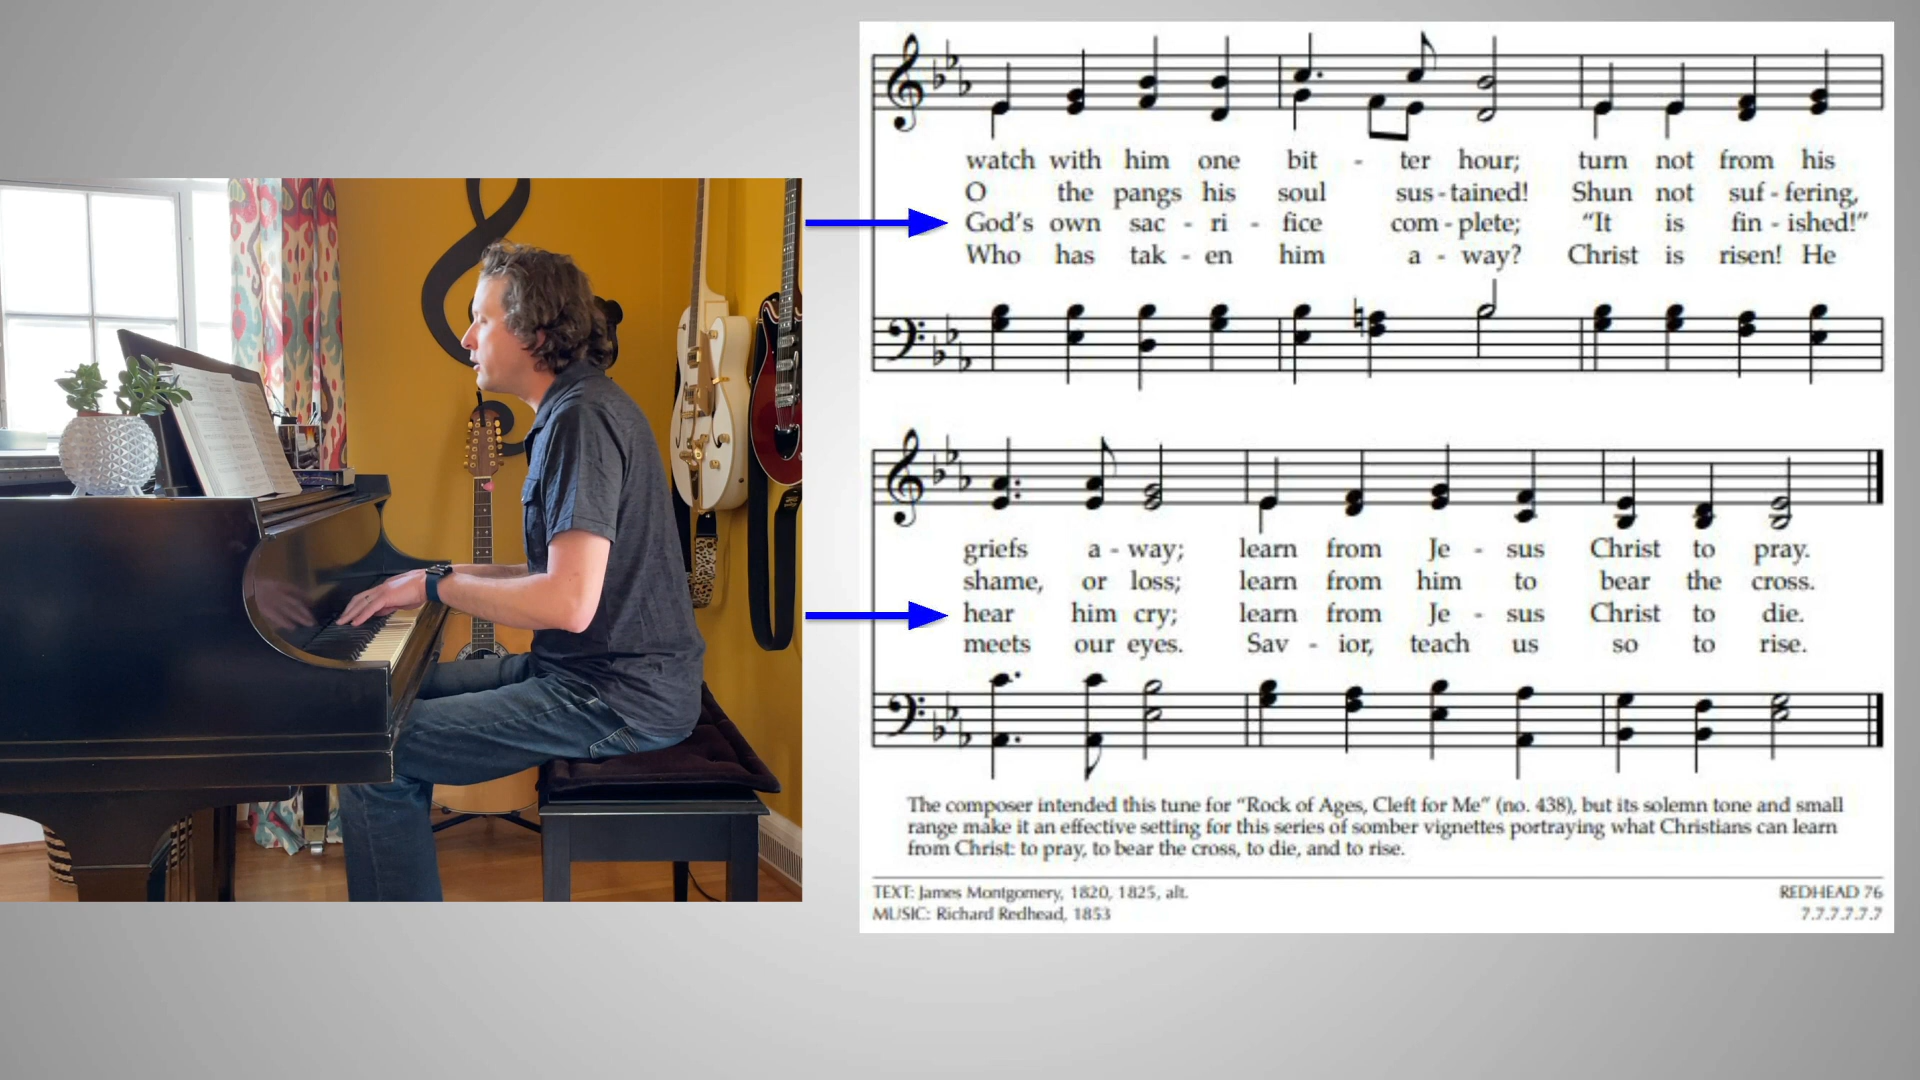 watch with him one bit - ter hour; turn not from his
O the pangs his soul sus - tained! Shun not suf - fering,
God's own sac - ri - fice com - plete; “It is fin - ished!”
Who has tak - en him a - way? Christ is risen! He
griefs a - way; learn from Je - sus Christ to pray.
shame, or loss; learn from him to bear the cross.
hear him cry; learn from Je - sus Christ to die.
meets our eyes. Sav - ior, teach us so to rise.
The composer intended this tune for “Rock of Ages, Cleft for Me” (no. 438), but its solemn tone and small
range make it an effective setting for this series of somber vignettes portraying what Christians can learn
from Christ: to pray, to bear the cross, to die, and to rise.
TEXT: James Montgomery, 1820, 1825, alt.
MUSIC: Richard Redhead, 1853
REDHEAD 76
7.7.7.7.7.7